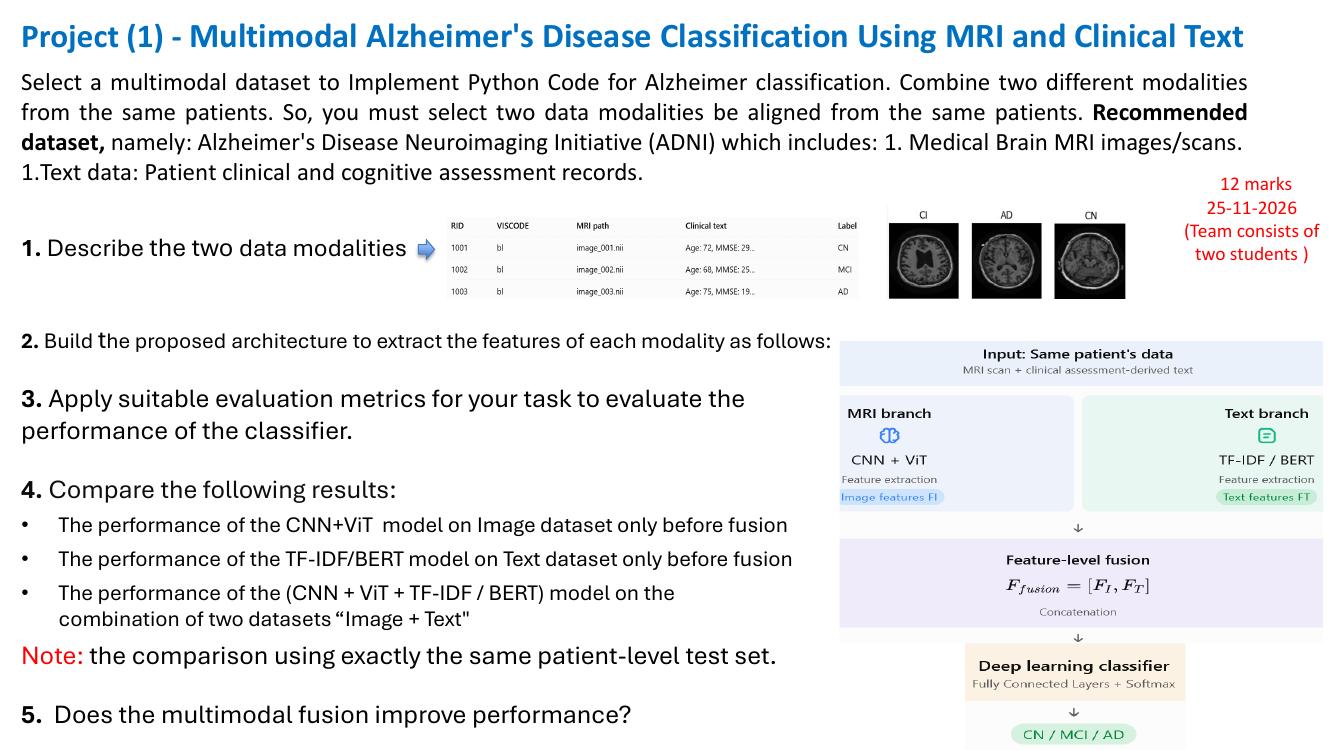 Project (1) - Multimodal Alzheimer's Disease Classification Using MRI and Clinical Text
Select a multimodal dataset to Implement Python Code for Alzheimer classification. Combine two different modalities
from the same patients. So, you must select two data modalities be aligned from the same patients. Recommended
dataset, namely: Alzheimer's Disease Neuroimaging Initiative (ADNI) which includes: 1. Medical Brain MRI images/scans.
1.Text data: Patient clinical and cognitive assessment records.
12 marks
25-11-2026
(Team consists of
two students )
1. Describe the two data modalities
RID VISCODE MRI path Clinical text Label
1001 bl image_001.nii Age: 72, MMSE: 29... CN
1002 bl image_002.nii Age: 68, MMSE: 25... MCI
1003 bl image_003.nii Age: 75, MMSE: 19... AD
CI AD CN
2. Build the proposed architecture to extract the features of each modality as follows:
3. Apply suitable evaluation metrics for your task to evaluate the
performance of the classifier.
4. Compare the following results:
• The performance of the CNN+ViT model on Image dataset only before fusion
• The performance of the TF-IDF/BERT model on Text dataset only before fusion
• The performance of the (CNN + ViT + TF-IDF / BERT) model on the
combination of two datasets “Image + Text"
Note: the comparison using exactly the same patient-level test set.
5. Does the multimodal fusion improve performance?
Input: Same patient's data
MRI scan + clinical assessment-derived text
MRI branch
CNN + ViT
Feature extraction
Image features FI
Text branch
TF-IDF / BERT
Feature extraction
Text features FT
↓
Feature-level fusion
F_fusion = [F_I, F_T]
Concatenation
↓
Deep learning classifier
Fully Connected Layers + Softmax
↓
CN / MCI / AD